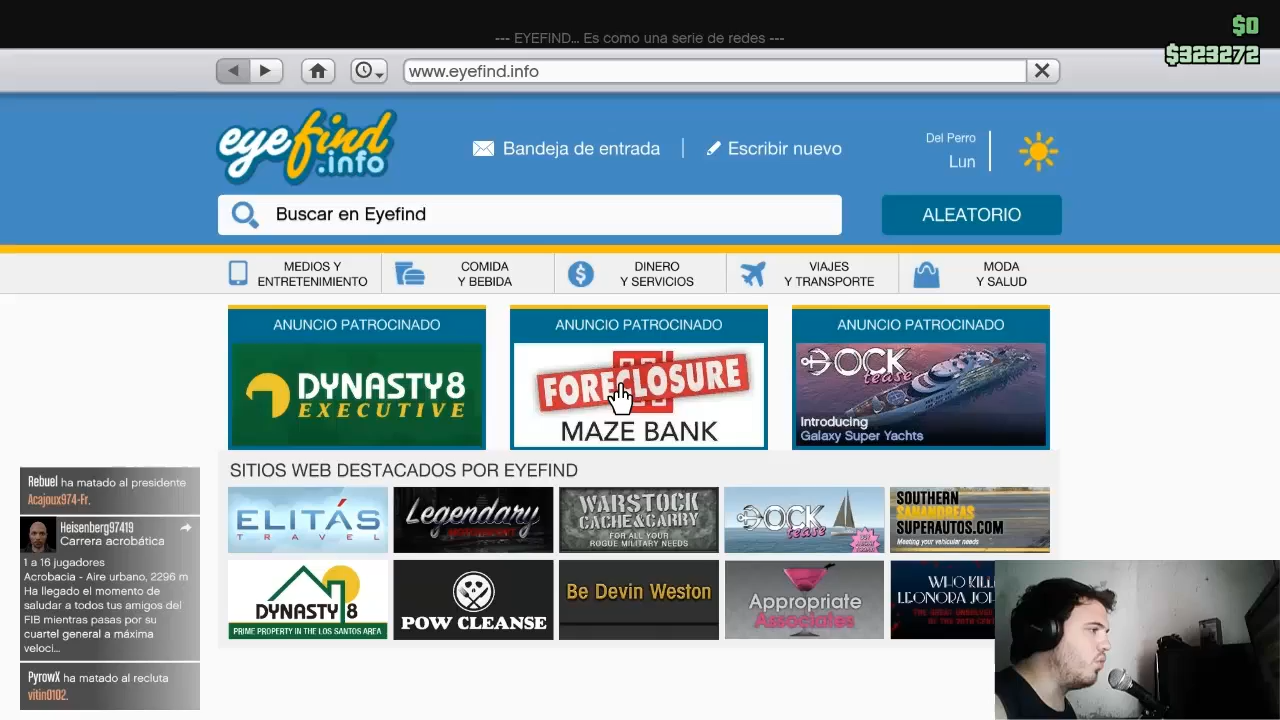 $0
--- EYEFIND... Es como una serie de redes ---
$323272
www.eyefind.info
eyefind
.info
Bandeja de entrada
Escribir nuevo
Del Perro
Lun
Buscar en Eyefind
ALEATORIO
MEDIOS Y
ENTRETENIMIENTO
COMIDA
Y BEBIDA
DINERO
Y SERVICIOS
VIAJES
Y TRANSPORTE
MODA
Y SALUD
ANUNCIO PATROCINADO
DYNASTY8
EXECUTIVE
ANUNCIO PATROCINADO
FORECLOSURE
MAZE BANK
ANUNCIO PATROCINADO
DOCK
tease
Introducing
Galaxy Super Yachts
SITIOS WEB DESTACADOS POR EYEFIND
ELITÁS
TRAVEL
Legendary
WARSTOCK
CACHE&CARRY
FOR ALL YOUR
ROGUE MILITARY NEEDS
DOCK
tease
SOUTHERN
SANANDREAS
SUPERAUTOS.COM
Meeting your vehicular needs
DYNASTY 8
PRIME PROPERTY IN THE LOS SANTOS AREA
POW CLEANSE
Be Devin Weston
Appropriate
Associates
WHO KILL
LEONORA JO
Rebuel ha matado al presidente
Acajoux974-Fr.
Heisenberg97419
Carrera acrobática
1 a 16 jugadores
Acrobacia - Aire urbano, 2296 m
Ha llegado el momento de
saludar a todos tus amigos del
FIB mientras pasas por su
cuartel general a máxima
veloci...
PyrowX ha matado al recluta
vitin0102.